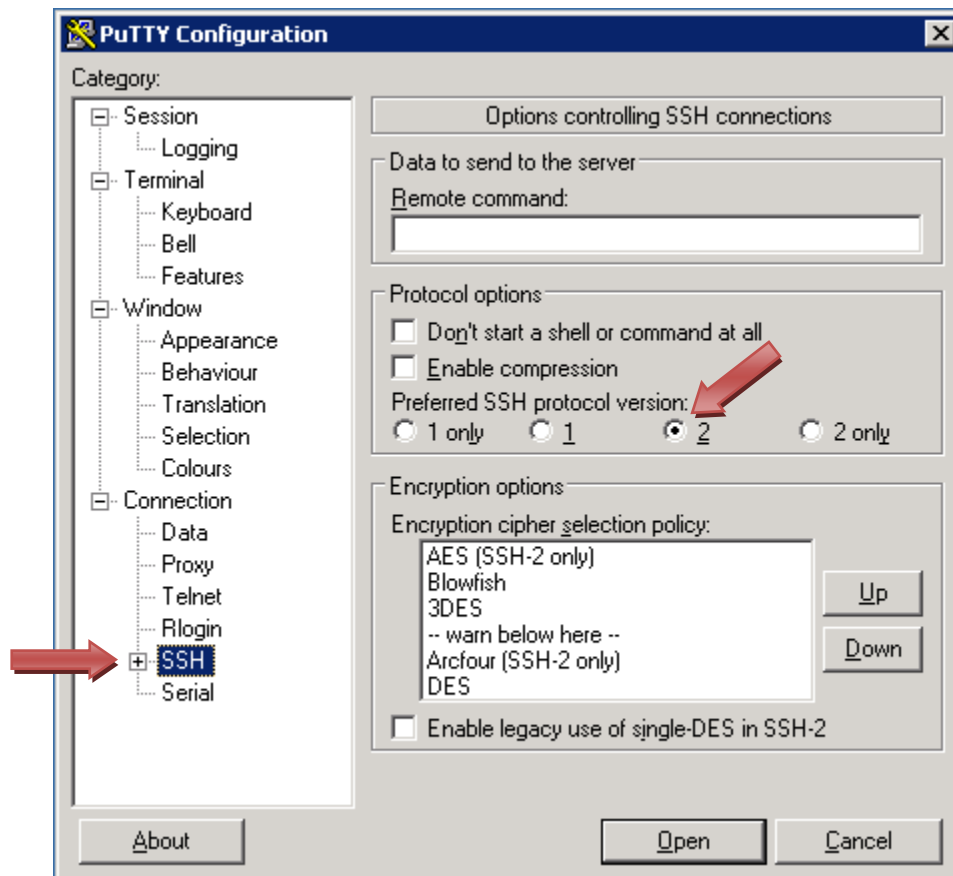 PuTTY Configuration
Category:
Session
Logging
Terminal
Keyboard
Bell
Features
Window
Appearance
Behaviour
Translation
Selection
Colours
Connection
Data
Proxy
Telnet
Rlogin
SSH
Serial
Options controlling SSH connections
Data to send to the server
Remote command:
Protocol options
Don't start a shell or command at all
Enable compression
Preferred SSH protocol version:
1 only 1 2 2 only
Encryption options
Encryption cipher selection policy:
AES (SSH-2 only)
Blowfish
3DES
-- warn below here --
Arcfour (SSH-2 only)
DES
Up
Down
Enable legacy use of single-DES in SSH-2
About Open Cancel